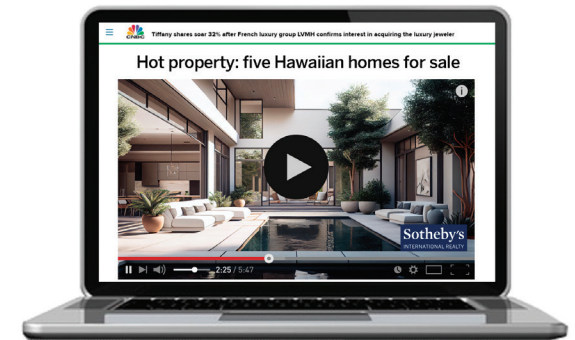 CNBC
Tiffany shares soar 32% after French luxury group LVMH confirms interest in acquiring the luxury jeweler
Hot property: five Hawaiian homes for sale
i
Sotheby's
INTERNATIONAL REALTY
2:25 / 5:47